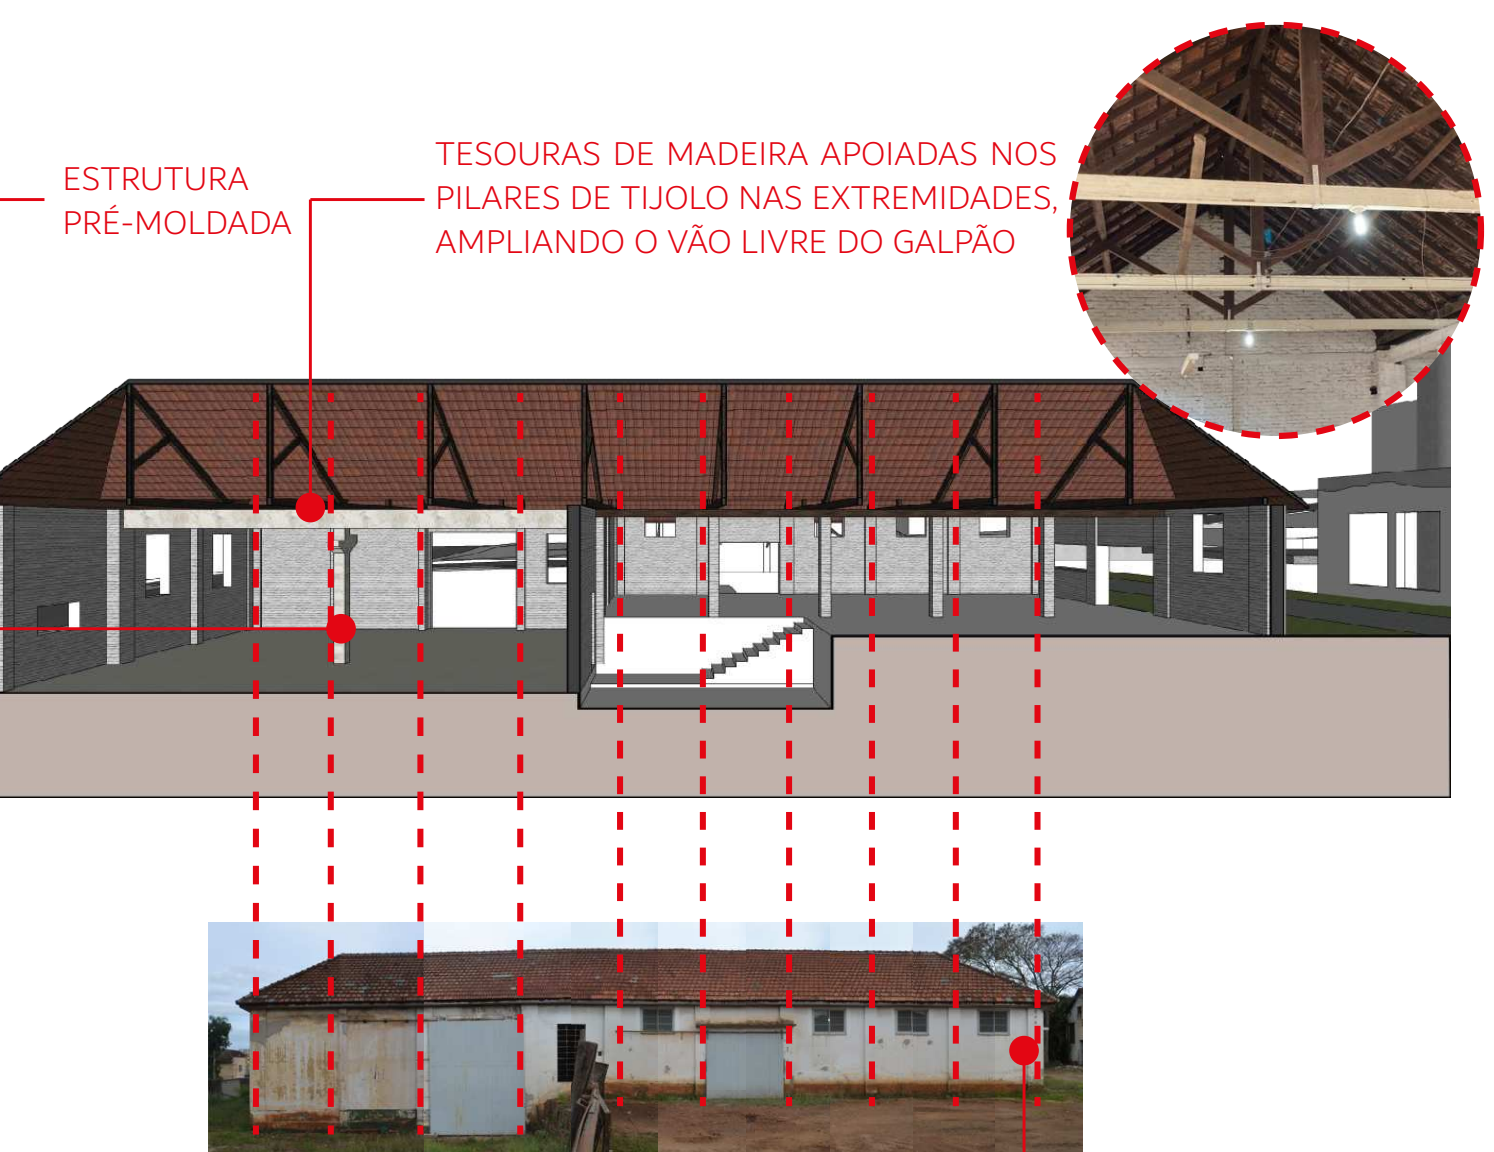 ESTRUTURA
PRÉ-MOLDADA
TESOURAS DE MADEIRA APOIADAS NOS
PILARES DE TIJOLO NAS EXTREMIDADES,
AMPLIANDO O VÃO LIVRE DO GALPÃO